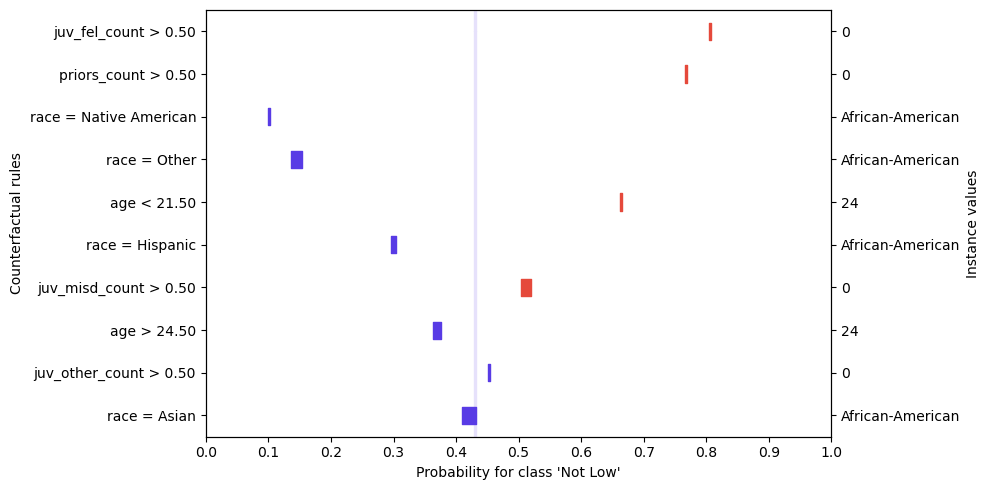 juv_fel_count > 0.50 0
priors_count > 0.50 0
race = Native American African-American
race = Other African-American
age < 21.50 24
race = Hispanic African-American
juv_misd_count > 0.50 0
age > 24.50 24
juv_other_count > 0.50 0
race = Asian African-American
Counterfactual rules
Instance values
0.0 0.1 0.2 0.3 0.4 0.5 0.6 0.7 0.8 0.9 1.0
Probability for class 'Not Low'